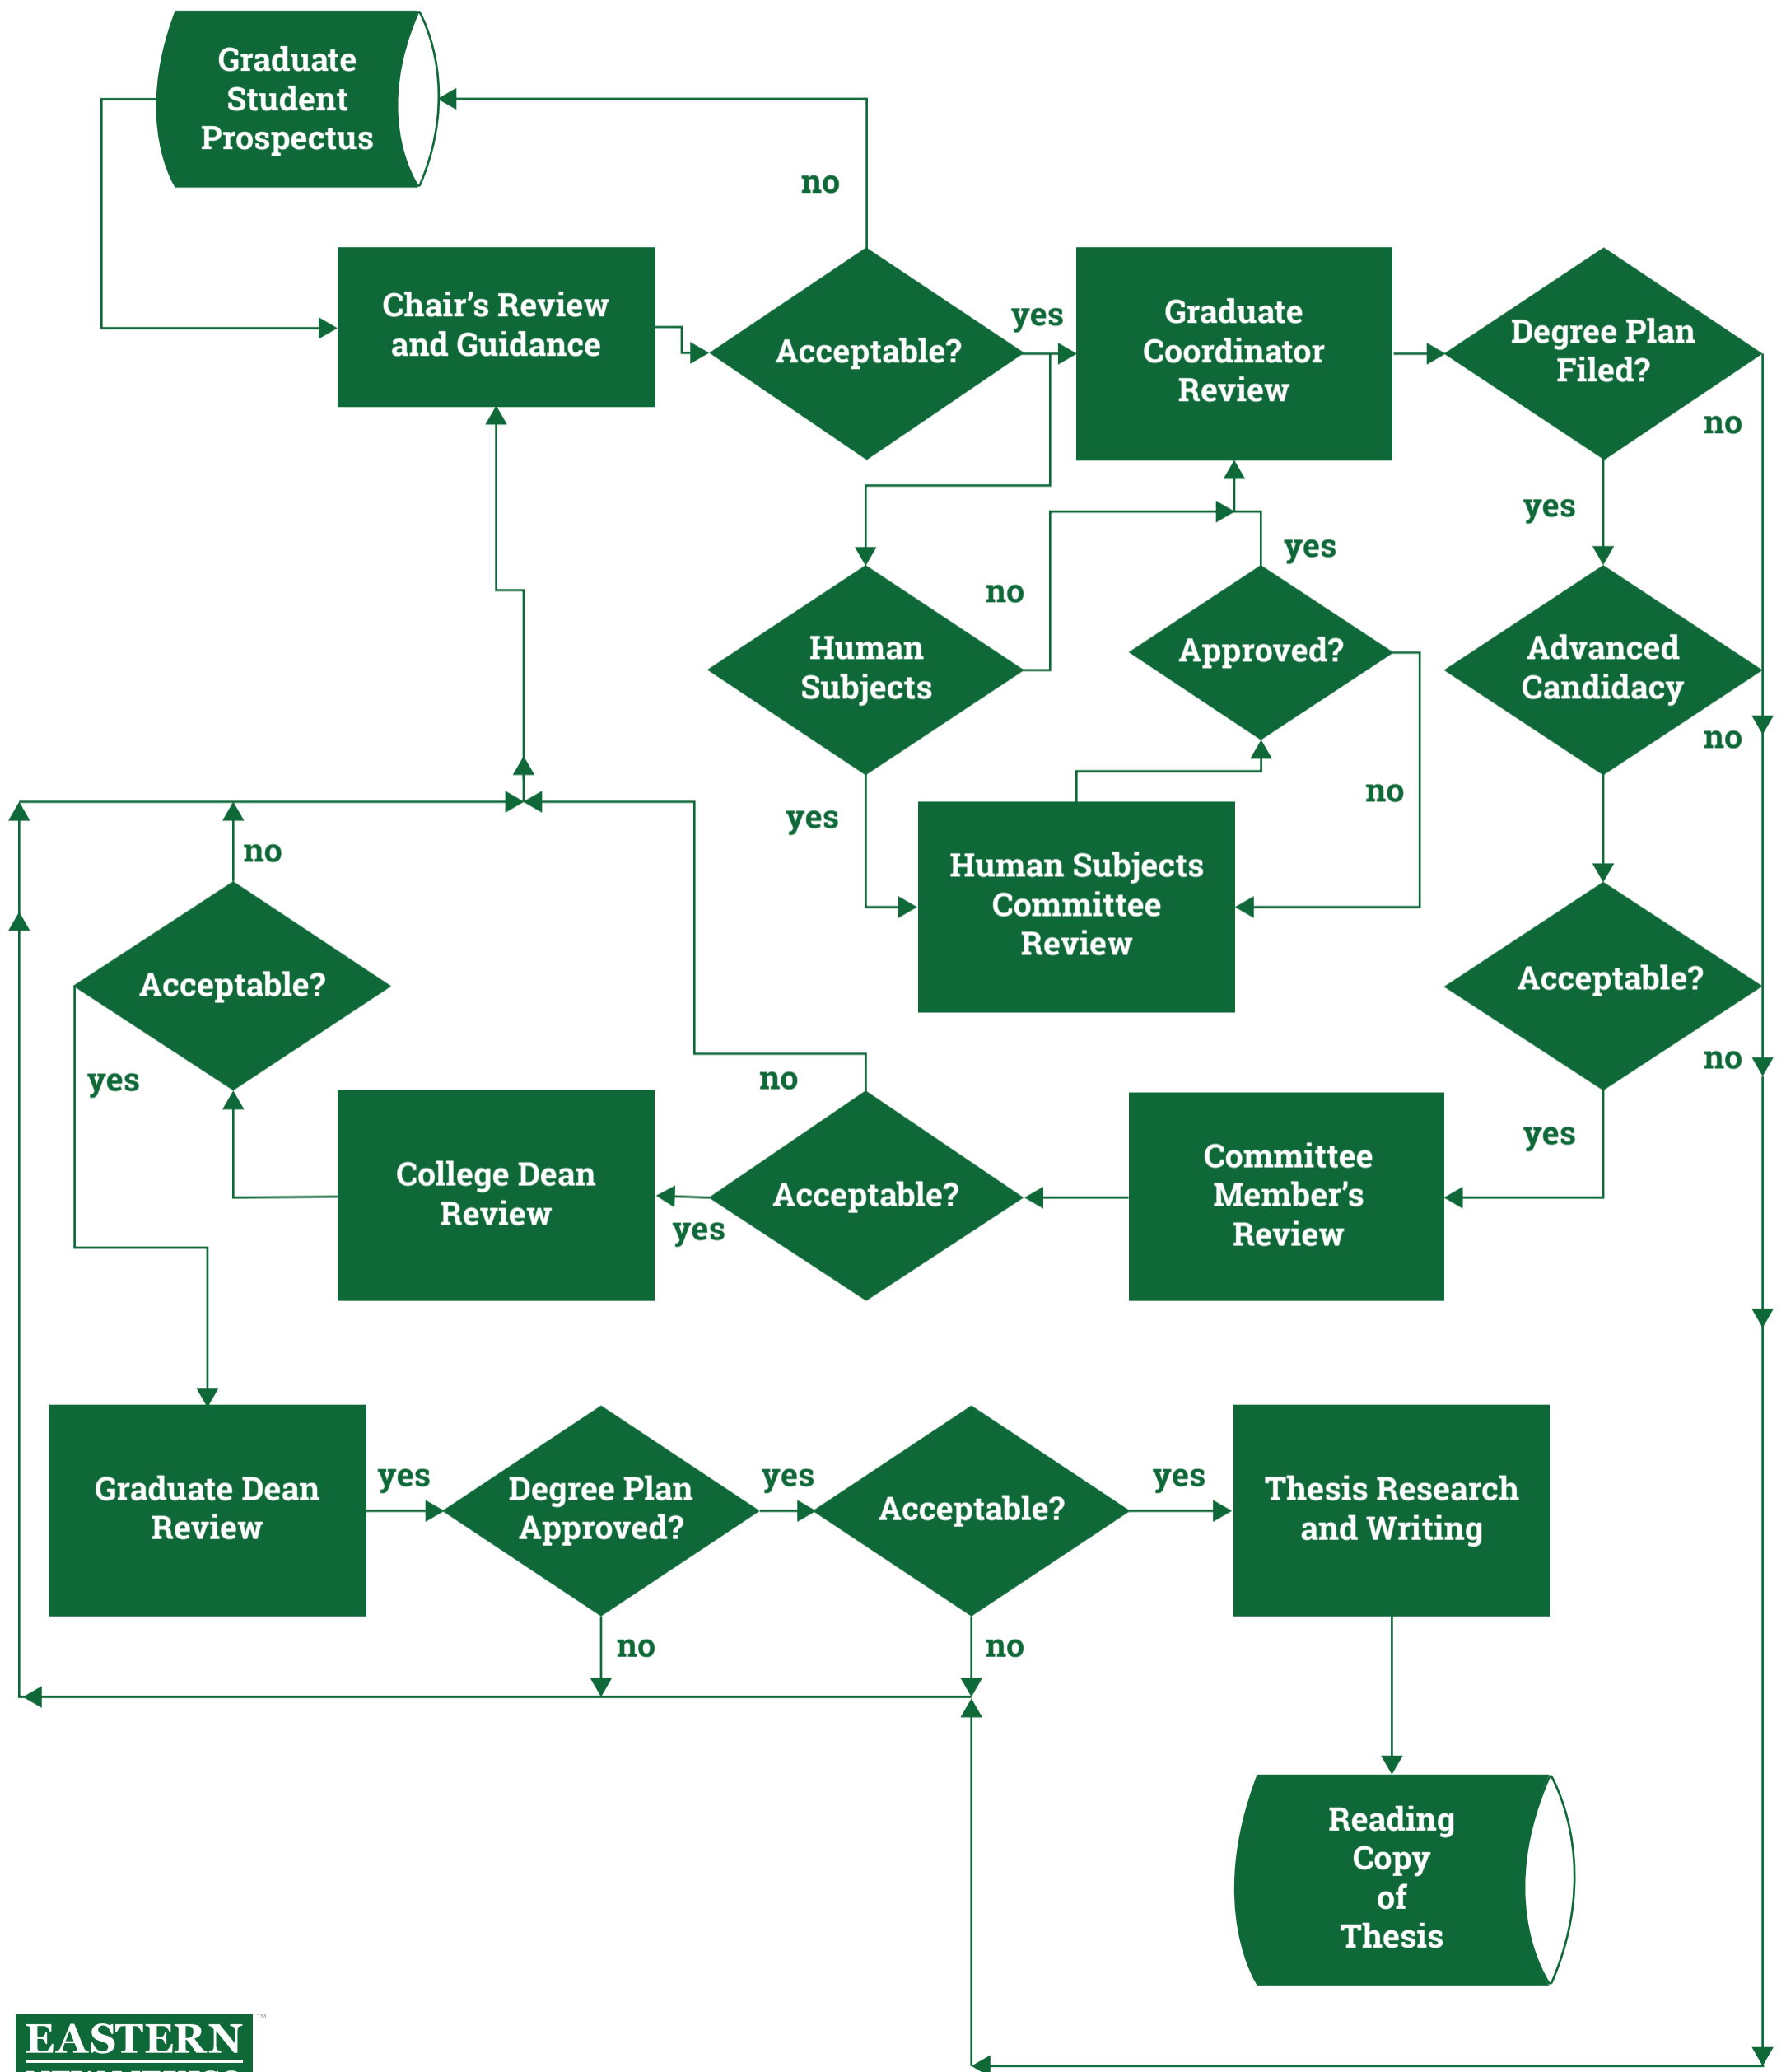 Graduate
Student
Prospectus
no
Chair’s Review
and Guidance
Acceptable?
yes
Graduate
Coordinator
Review
Degree Plan
Filed?
no
yes
yes
no
Human
Subjects
Approved?
Advanced
Candidacy
no
no
yes
no
Human Subjects
Committee
Review
Acceptable?
Acceptable?
no
yes
no
yes
College Dean
Review
Acceptable?
yes
Committee
Member’s
Review
Graduate Dean
Review
yes
Degree Plan
Approved?
yes
Acceptable?
yes
Thesis Research
and Writing
no
no
Reading
Copy
of
Thesis
EASTERN
TM